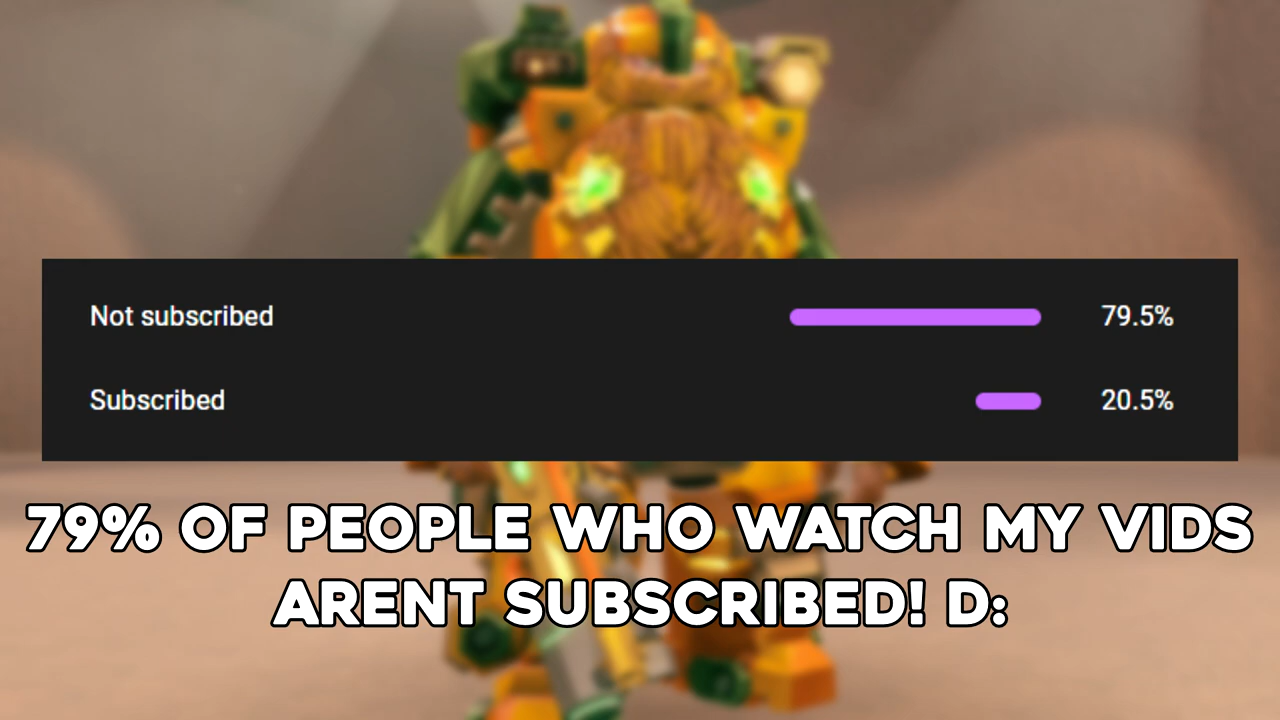 Not subscribed 79.5%
Subscribed 20.5%
79% OF PEOPLE WHO WATCH MY VIDS
ARENT SUBSCRIBED! D: